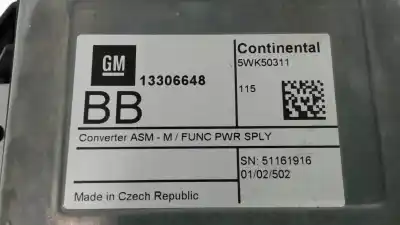 GM
13306648
BB
Continental
5WK50311
115
Converter ASM - M / FUNC PWR SPLY
SN: 51161916
01/02/502
Made in Czech Republic